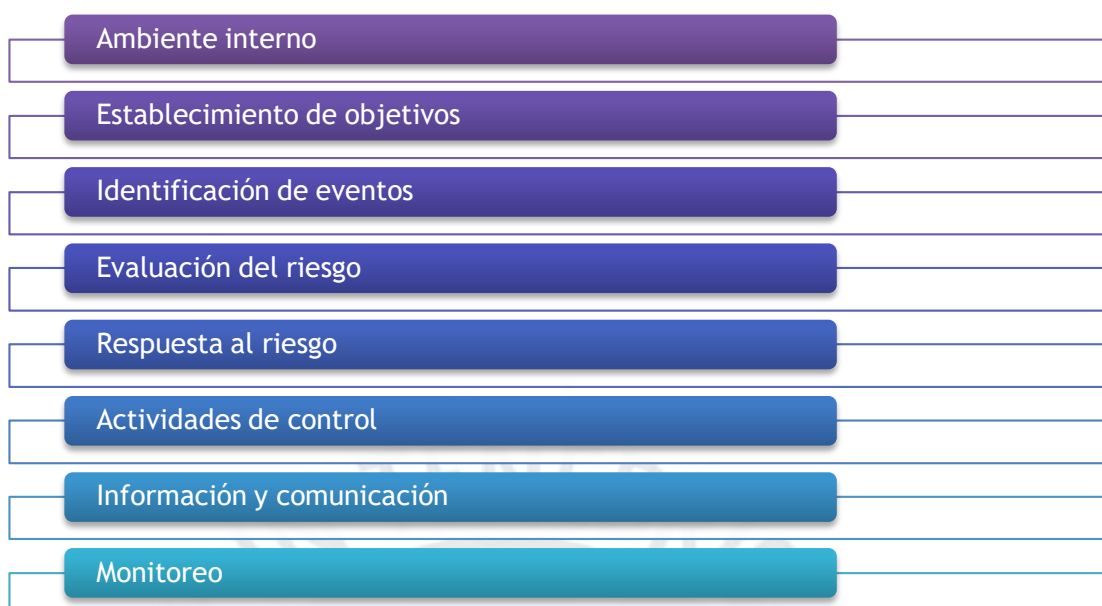 Ambiente interno
Establecimiento de objetivos
Identificación de eventos
Evaluación del riesgo
Respuesta al riesgo
Actividades de control
Información y comunicación
Monitoreo